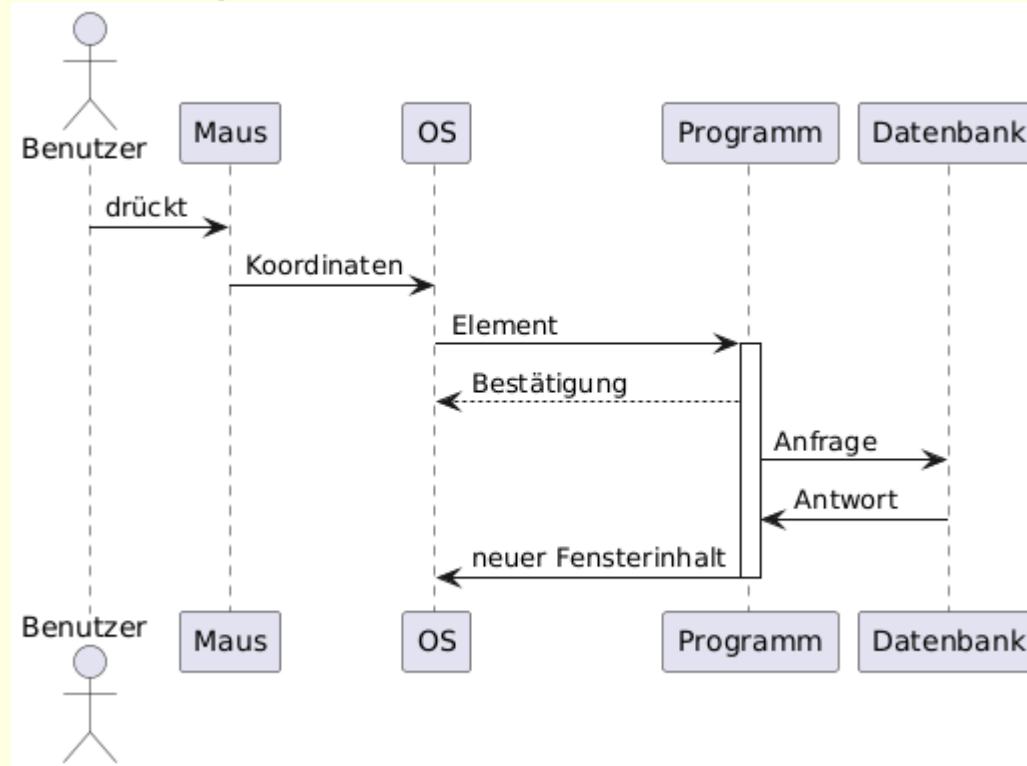 Benutzer
Maus
OS
Programm
Datenbank
drückt
Koordinaten
Element
Bestätigung
Anfrage
Antwort
neuer Fensterinhalt
Benutzer
Maus
OS
Programm
Datenbank